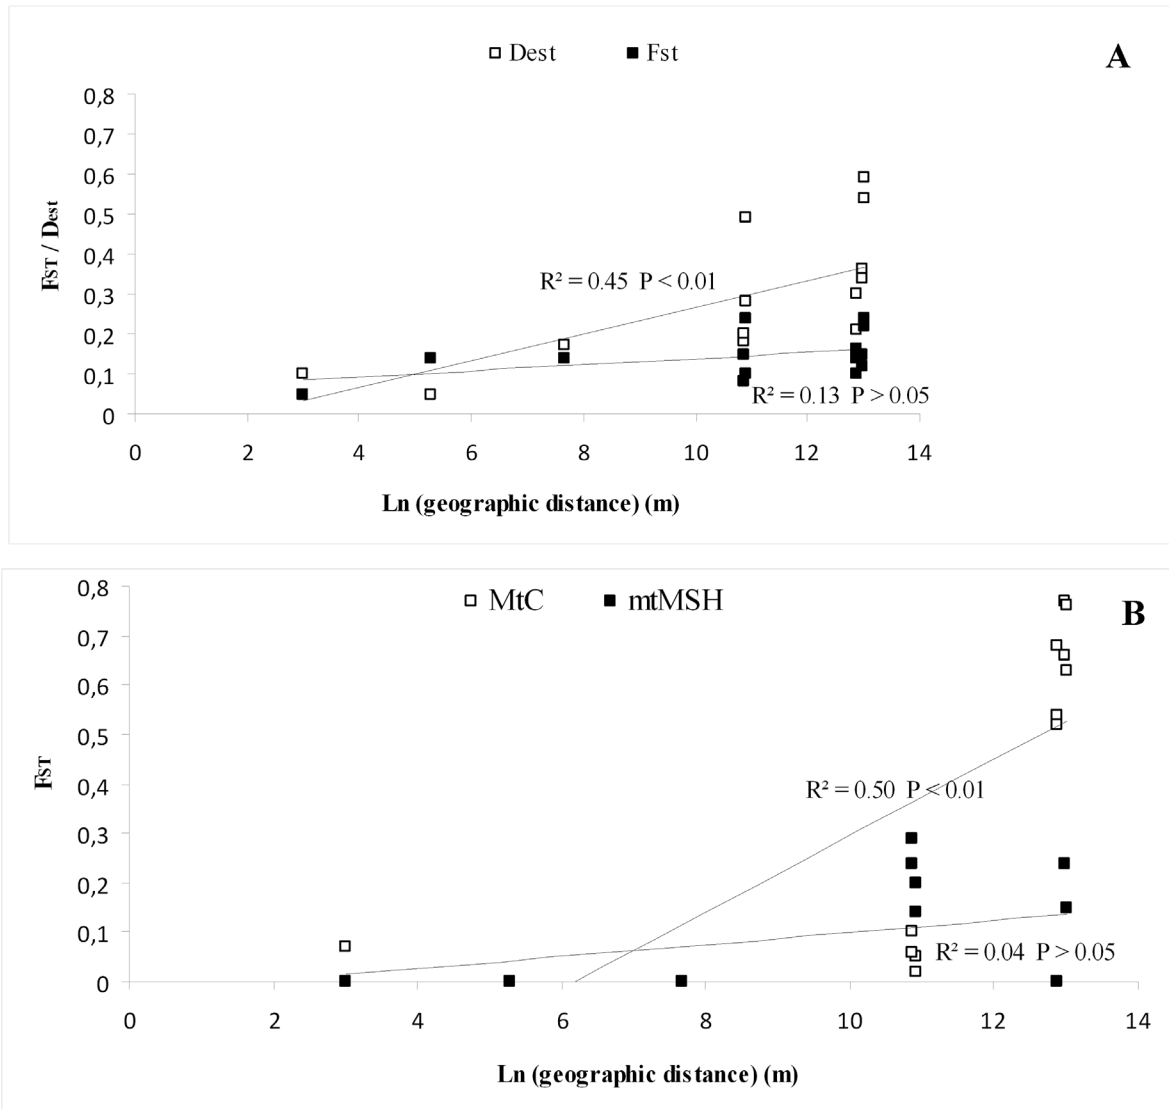 Dest Fst
A
0,8
0,7
0,6
0,5
0,4
0,3
0,2
0,1
0
FST / Dest
R² = 0.45 P < 0.01
R² = 0.13 P > 0.05
0 2 4 6 8 10 12 14
Ln (geographic distance) (m)
MtC mtMSH
B
0,8
0,7
0,6
0,5
0,4
0,3
0,2
0,1
0
FST
R² = 0.50 P < 0.01
R² = 0.04 P > 0.05
0 2 4 6 8 10 12 14
Ln (geographic distance) (m)